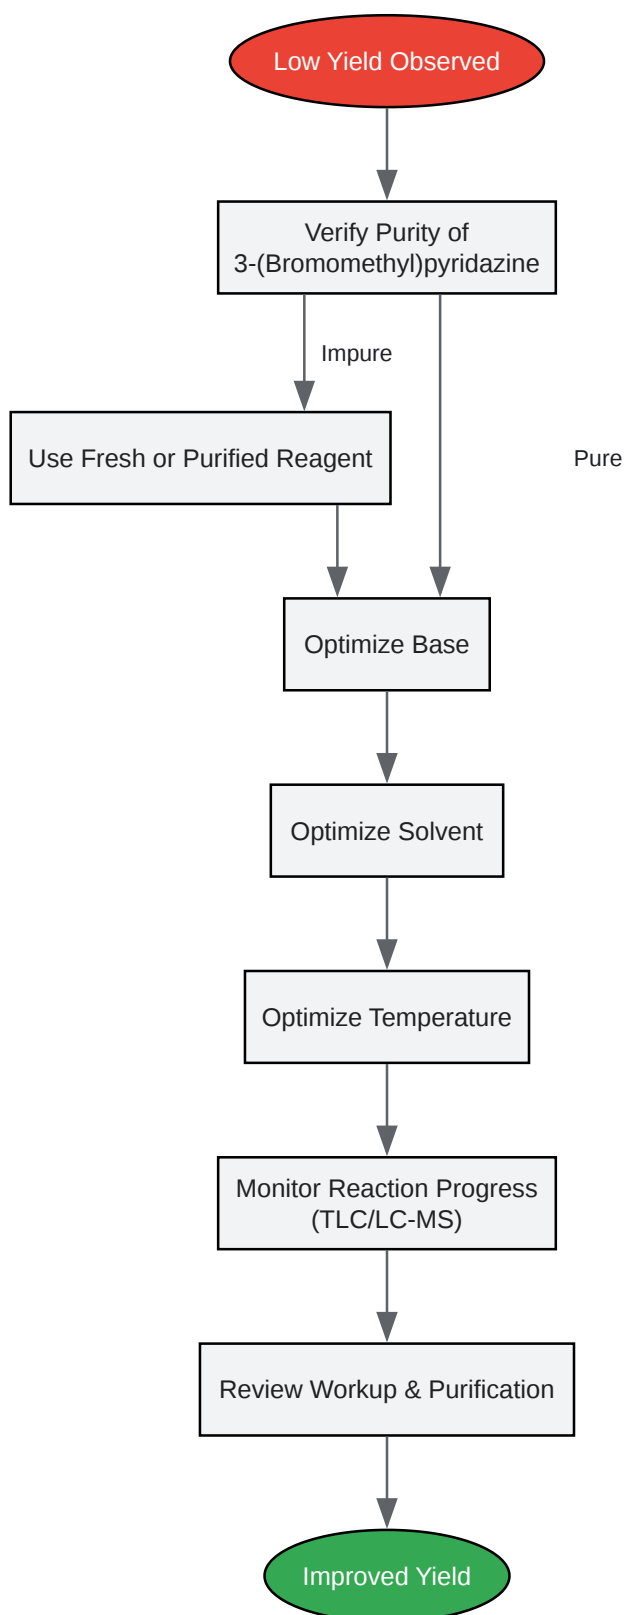 Low Yield Observed
Verify Purity of
3-(Bromomethyl)pyridazine
Impure
Use Fresh or Purified Reagent
Pure
Optimize Base
Optimize Solvent
Optimize Temperature
Monitor Reaction Progress
(TLC/LC-MS)
Review Workup & Purification
Improved Yield